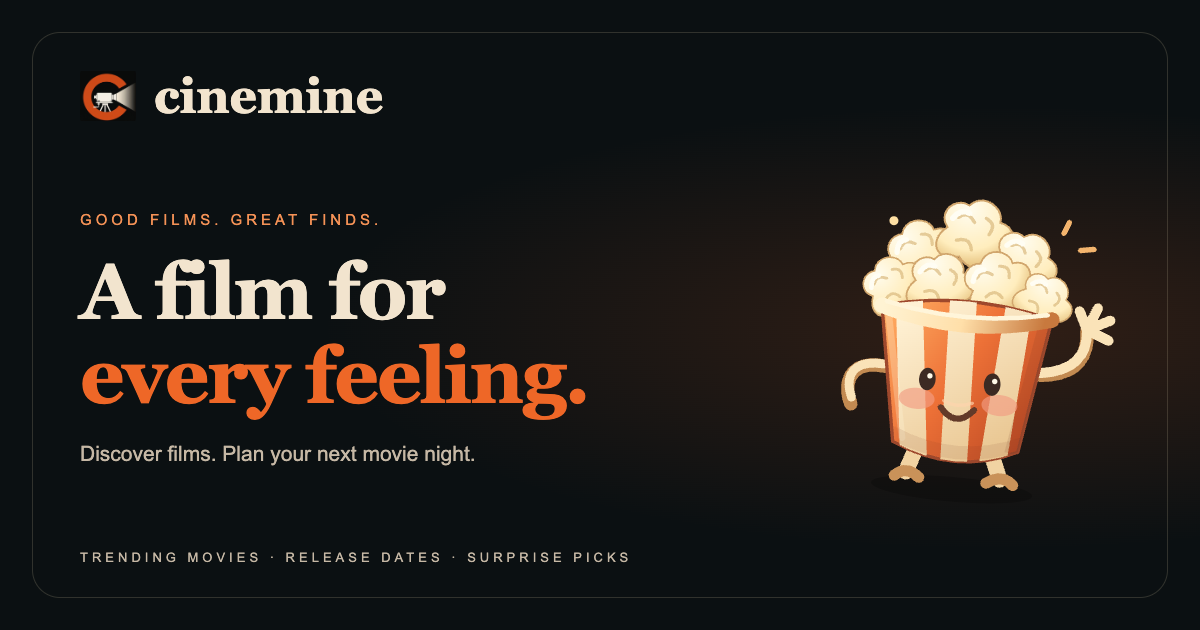 cinemine
GOOD FILMS. GREAT FINDS.
A film for
every feeling.
Discover films. Plan your next movie night.
TRENDING MOVIES · RELEASE DATES · SURPRISE PICKS